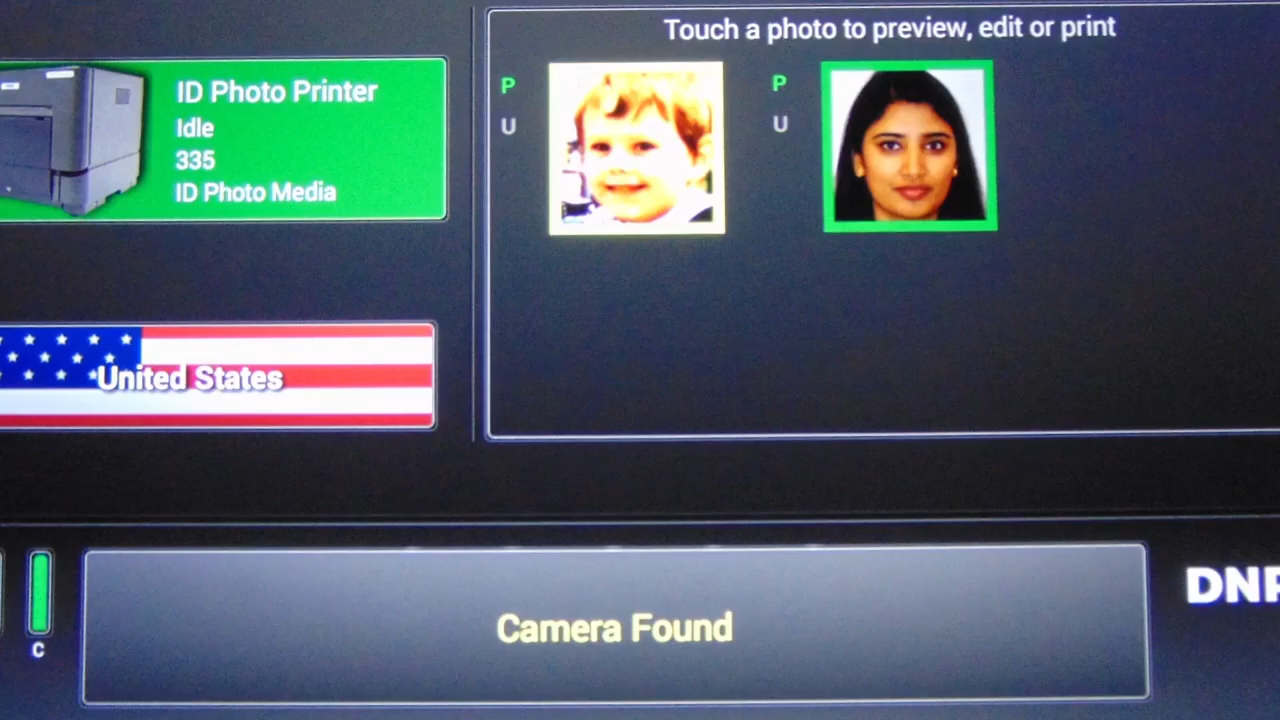 Touch a photo to preview, edit or print
ID Photo Printer
Idle
335
ID Photo Media
P
U
P
U
United States
C
Camera Found
DNP